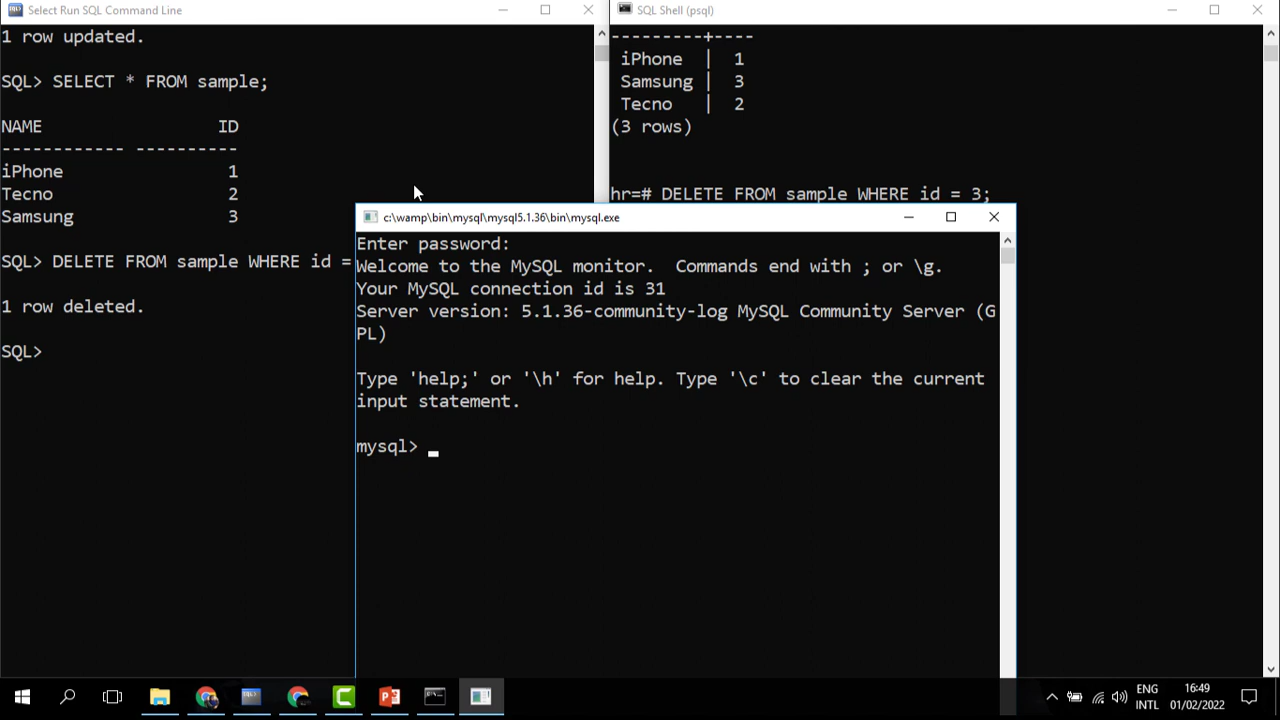 Select Run SQL Command Line
1 row updated.
SQL> SELECT * FROM sample;
NAME ID
------------ ----------
iPhone 1
Tecno 2
Samsung 3
SQL> DELETE FROM sample WHERE id =
1 row deleted.
SQL>
SQL Shell (psql)
---------+----
iPhone | 1
Samsung | 3
Tecno | 2
(3 rows)
hr=# DELETE FROM sample WHERE id = 3;
c:\wamp\bin\mysql\mysql5.1.36\bin\mysql.exe
Enter password:
Welcome to the MySQL monitor. Commands end with ; or \g.
Your MySQL connection id is 31
Server version: 5.1.36-community-log MySQL Community Server (G
PL)
Type 'help;' or '\h' for help. Type '\c' to clear the current
input statement.
mysql>
ENG
INTL
16:49
01/02/2022